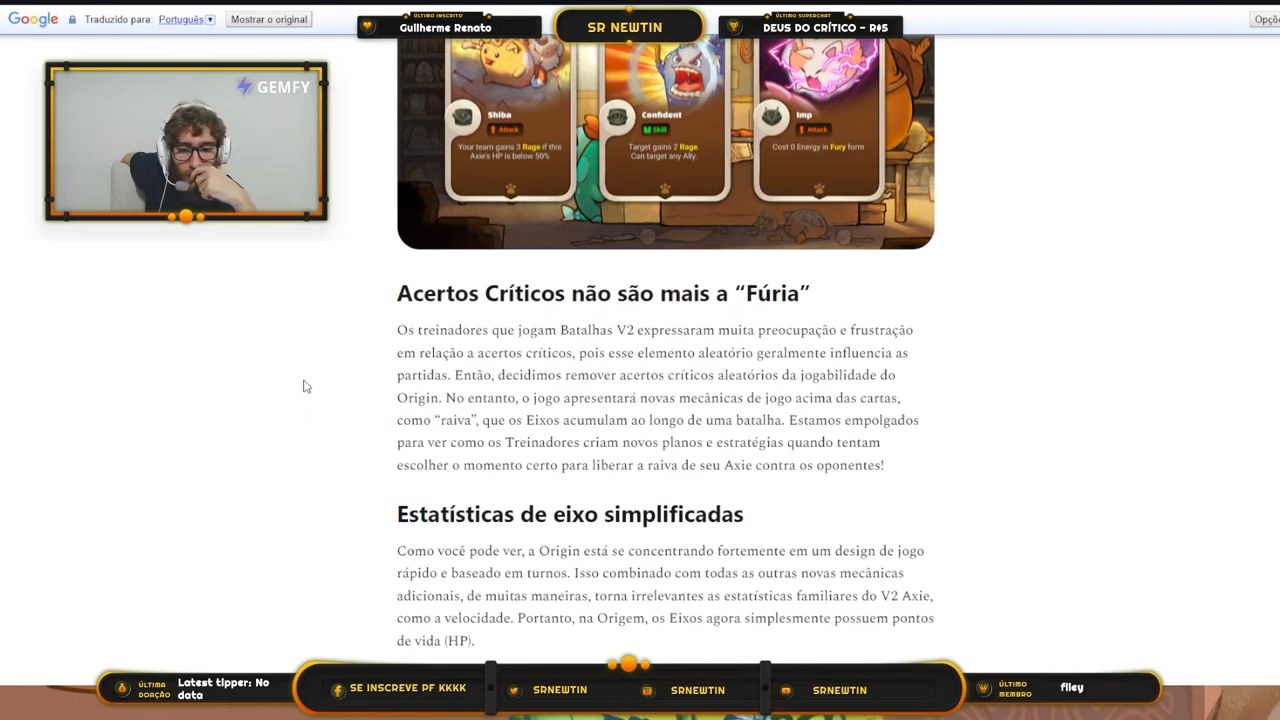 Google Traduzido para: Português Mostrar o original
Opçõ
ÚLTIMO INSCRITO
Guilherme Renato
SR NEWTIN
ÚLTIMO SUPERCHAT
DEUS DO CRÍTICO - R$5
GEMFY
Shiba
Attack
Your team gains 3 Rage if this
Axie's HP is below 50%
Confident
Skill
Target gains 2 Rage.
Can target any Ally.
Imp
Attack
Cost 0 Energy in Fury form
Acertos Críticos não são mais a “Fúria”
Os treinadores que jogam Batalhas V2 expressaram muita preocupação e frustração
em relação a acertos críticos, pois esse elemento aleatório geralmente influencia as
partidas. Então, decidimos remover acertos críticos aleatórios da jogabilidade do
Origin. No entanto, o jogo apresentará novas mecânicas de jogo acima das cartas,
como “raiva”, que os Eixos acumulam ao longo de uma batalha. Estamos empolgados
para ver como os Treinadores criam novos planos e estratégias quando tentam
escolher o momento certo para liberar a raiva de seu Axie contra os oponentes!
Estatísticas de eixo simplificadas
Como você pode ver, a Origin está se concentrando fortemente em um design de jogo
rápido e baseado em turnos. Isso combinado com todas as outras novas mecânicas
adicionais, de muitas maneiras, torna irrelevantes as estatísticas familiares do V2 Axie,
como a velocidade. Portanto, na Origem, os Eixos agora simplesmente possuem pontos
de vida (HP).
ÚLTIMA
DOAÇÃO
Latest tipper: No
data
SE INSCREVE PF KKKK
SRNEWTIN
SRNEWTIN
SRNEWTIN
ÚLTIMO
MEMBRO